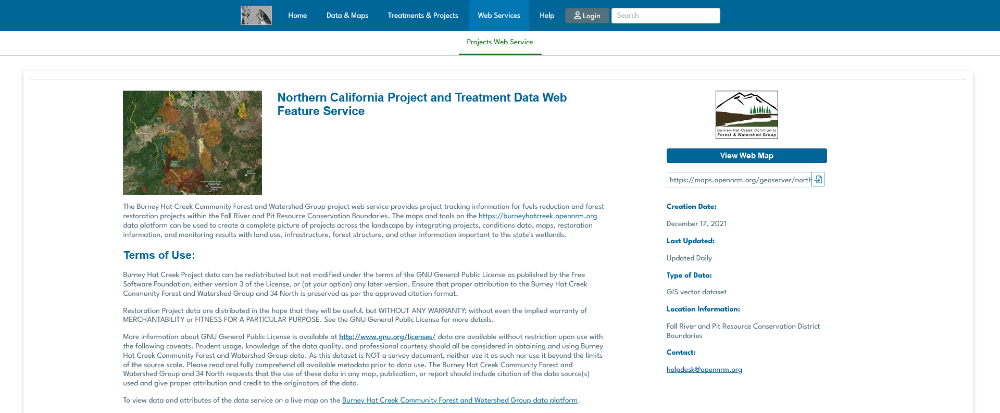 Home
Data & Maps
Treatments & Projects
Web Services
Help
Login
Search
Projects Web Service
Northern California Project and Treatment Data Web
Feature Service
Burney-Hat Creek Community
Forest & Watershed Group
View Web Map
https://maps.opennrm.org/geoserver/north
The Burney Hat Creek Community Forest and Watershed Group project web service provides project tracking information for fuels reduction and forest
restoration projects within the Fall River and Pit Resource Conservation Boundaries. The maps and tools on the https://burneyhatcreek.opennrm.org
data platform can be used to create a complete picture of projects across the landscape by integrating projects, conditions data, maps, restoration
information, and monitoring results with land use, infrastructure, forest structure, and other information important to the state's wetlands.
Terms of Use:
Burney Hat Creek Project data can be redistributed but not modified under the terms of the GNU General Public License as published by the Free
Software Foundation, either version 3 of the License, or (at your option) any later version. Ensure that proper attribution to the Burney Hat Creek
Community Forest and Watershed Group and 34 North is preserved as per the approved citation format.
Restoration Project data are distributed in the hope that they will be useful, but WITHOUT ANY WARRANTY; without even the implied warranty of
MERCHANTABILITY or FITNESS FOR A PARTICULAR PURPOSE. See the GNU General Public License for more details.
More information about GNU General Public License is available at http://www.gnu.org/licenses/ data are available without restriction upon use with
the following caveats. Prudent usage, knowledge of the data quality, and professional courtesy should all be considered in obtaining and using Burney
Hat Creek Community Forest and Watershed Group data. As this dataset is NOT a survey document, neither use it as such nor use it beyond the limits
of the source scale. Please read and fully comprehend all available metadata prior to data use. The Burney Hat Creek Community Forest and
Watershed Group and 34 North requests that the use of these data in any map, publication, or report should include citation of the data source(s)
used and give proper attribution and credit to the originators of the data.
To view data and attributes of the data service on a live map on the Burney Hat Creek Community Forest and Watershed Group data platform.
Creation Date:
December 17, 2021
Last Updated:
Updated Daily
Type of Data:
GIS vector dataset
Location Information:
Fall River and Pit Resource Conservation District
Boundaries
Contact:
helpdesk@opennrm.org